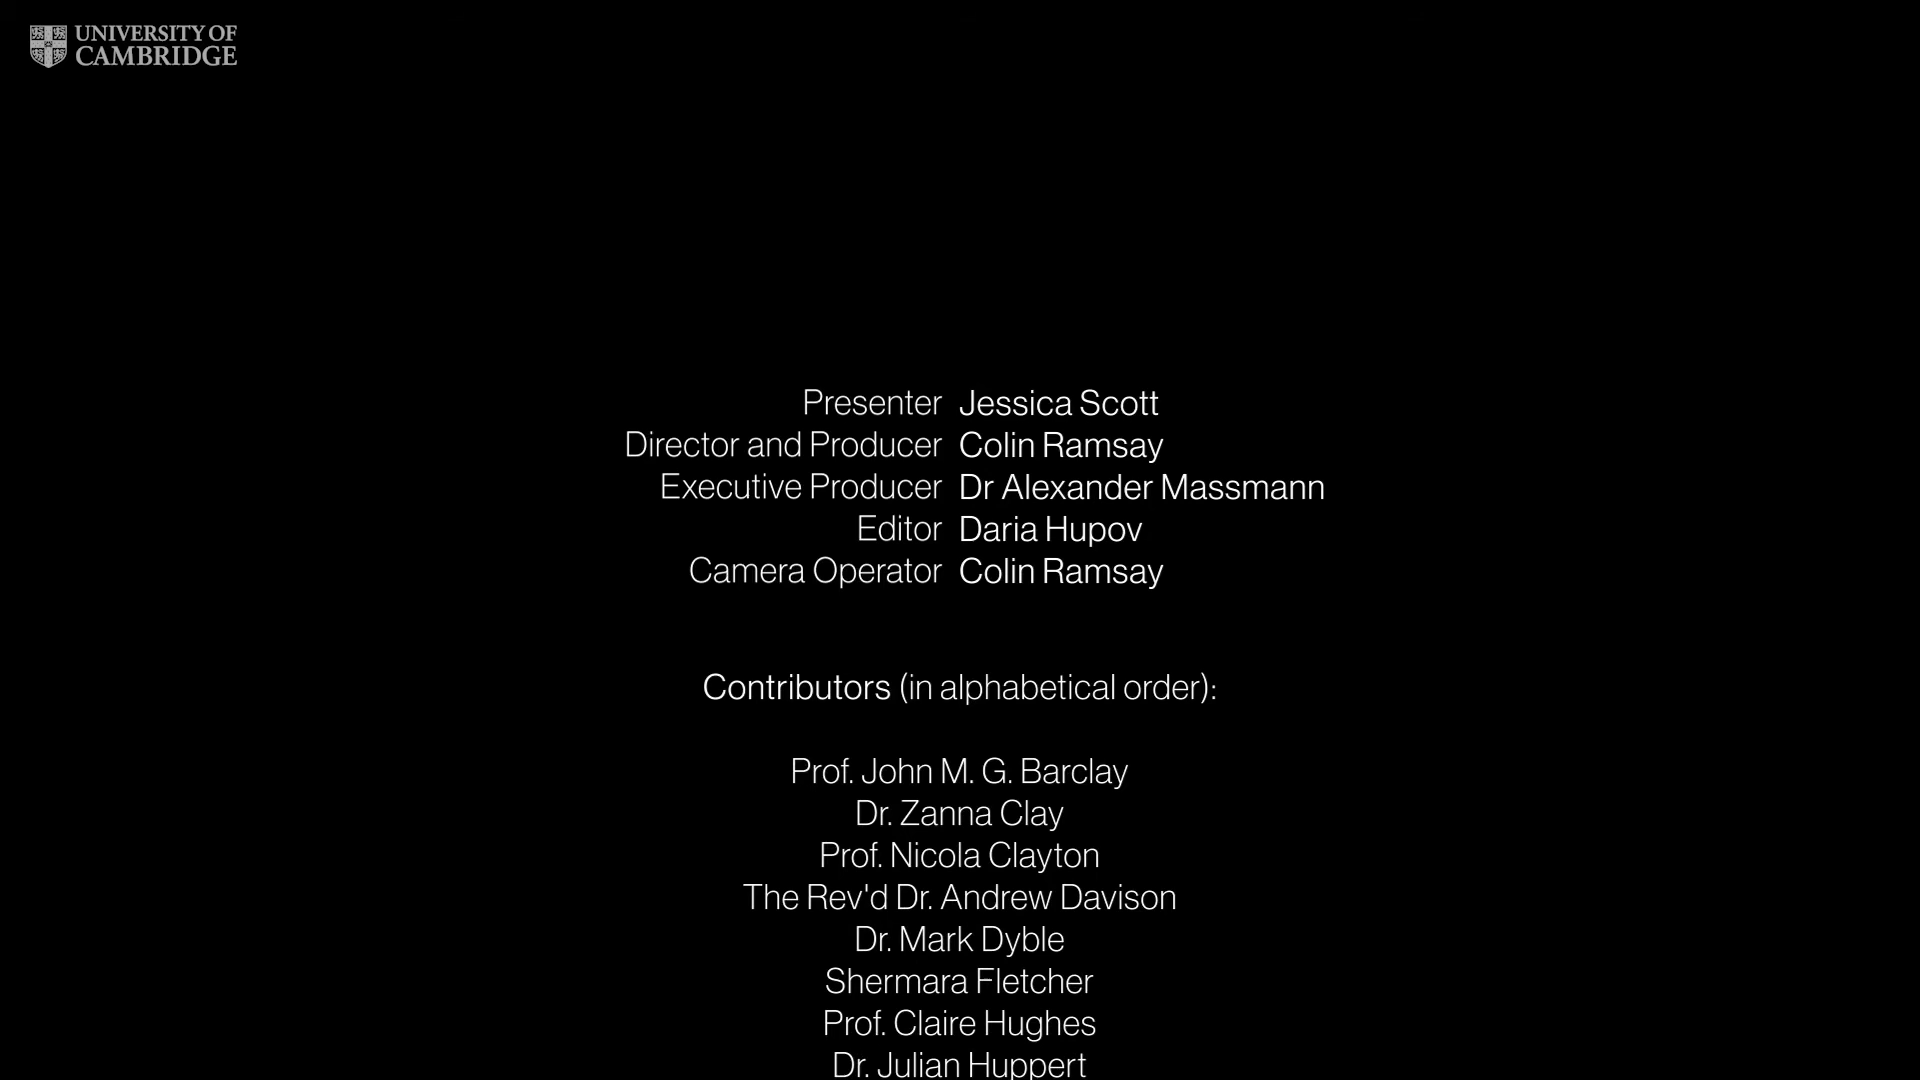 UNIVERSITY OF
CAMBRIDGE
Presenter Jessica Scott
Director and Producer Colin Ramsay
Executive Producer Dr Alexander Massmann
Editor Daria Hupov
Camera Operator Colin Ramsay
Contributors (in alphabetical order):
Prof. John M. G. Barclay
Dr. Zanna Clay
Prof. Nicola Clayton
The Rev'd Dr. Andrew Davison
Dr. Mark Dyble
Shermara Fletcher
Prof. Claire Hughes
Dr. Julian Huppert